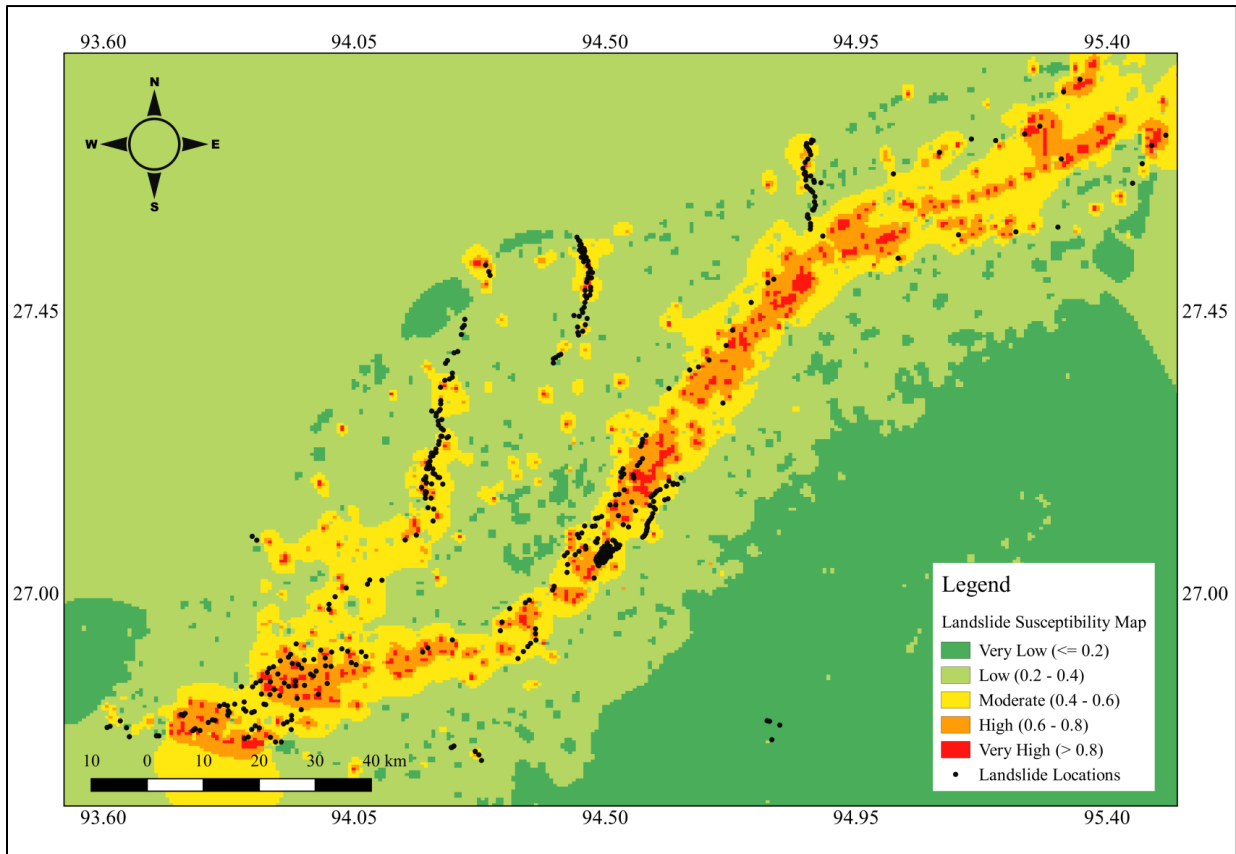 93.60 94.05 94.50 94.95 95.40
N
W E
S
27.45 27.45
27.00 27.00
Legend
Landslide Susceptibility Map
Very Low (<= 0.2)
Low (0.2 - 0.4)
Moderate (0.4 - 0.6)
High (0.6 - 0.8)
Very High (> 0.8)
Landslide Locations
10 0 10 20 30 40 km
93.60 94.05 94.50 94.95 95.40